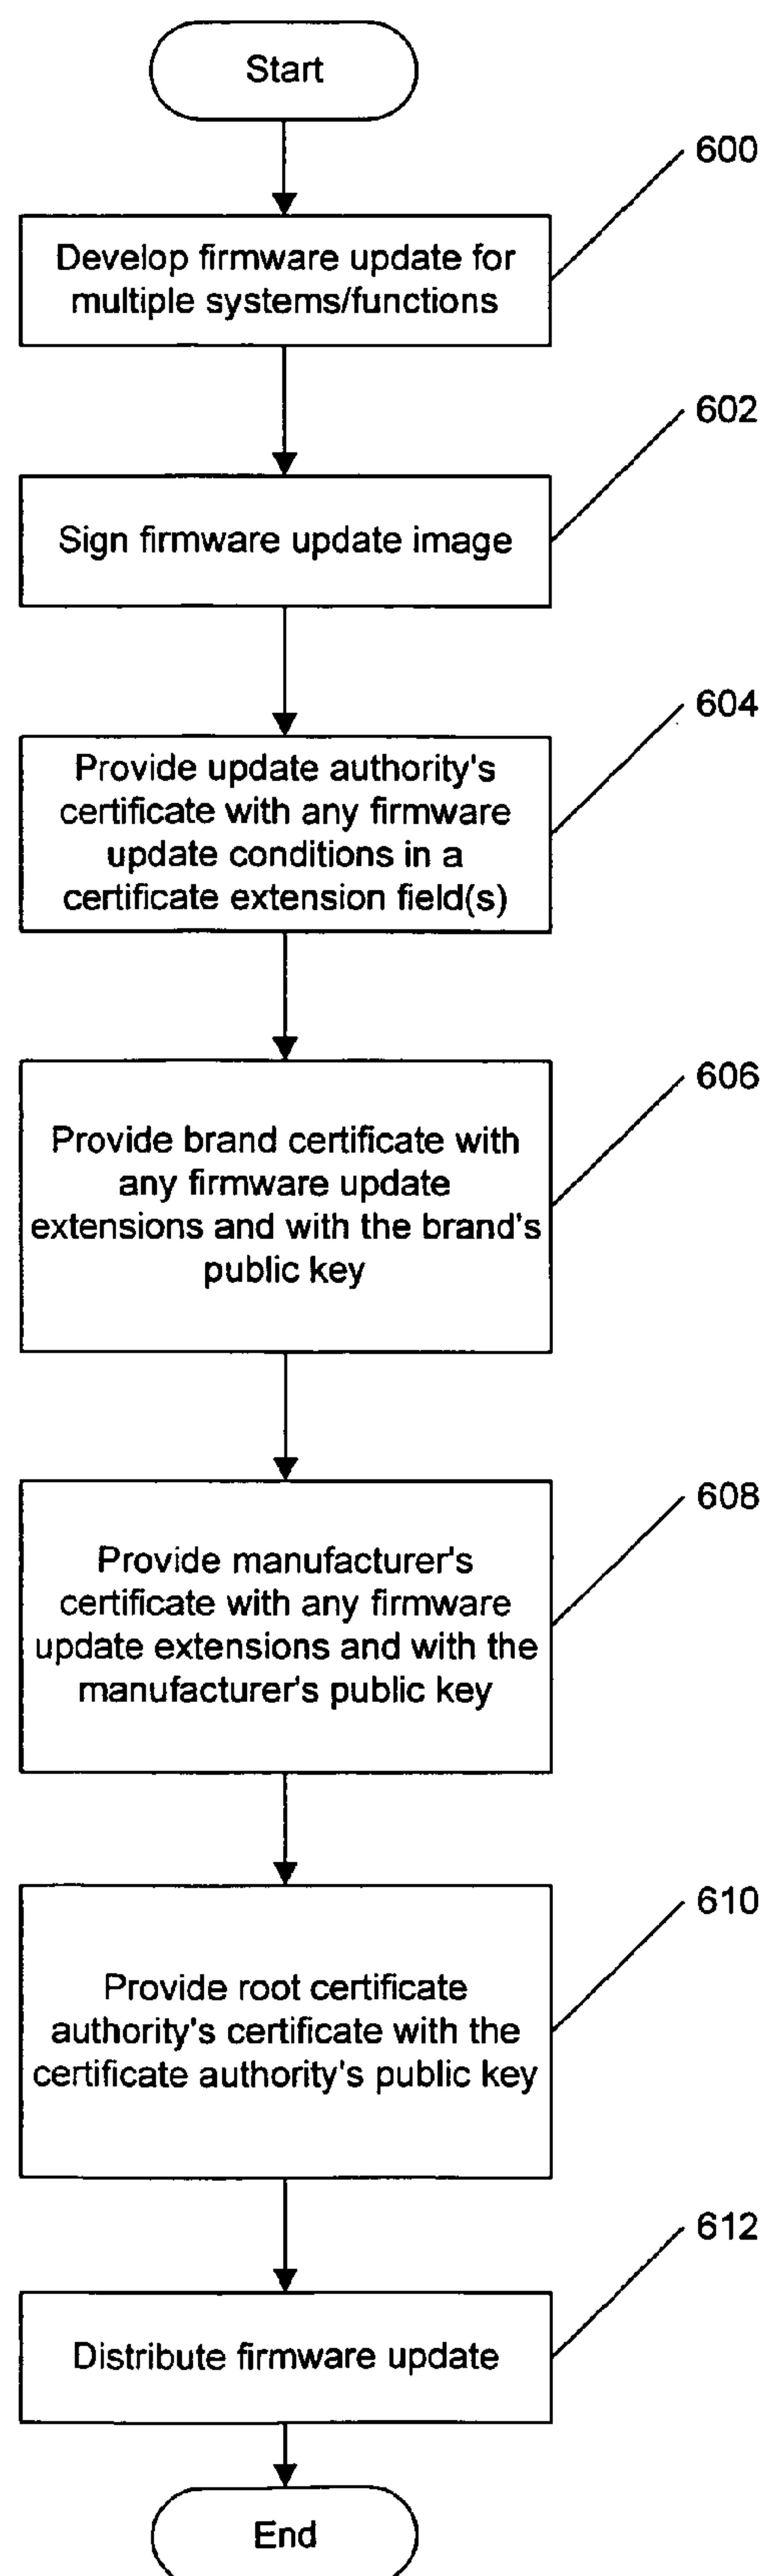 Start
600
Develop firmware update for
multiple systems/functions
602
Sign firmware update image
604
Provide update authority's
certificate with any firmware
update conditions in a
certificate extension field(s)
606
Provide brand certificate with
any firmware update
extensions and with the brand's
public key
608
Provide manufacturer's
certificate with any firmware
update extensions and with the
manufacturer's public key
610
Provide root certificate
authority's certificate with the
certificate authority's public key
612
Distribute firmware update
End